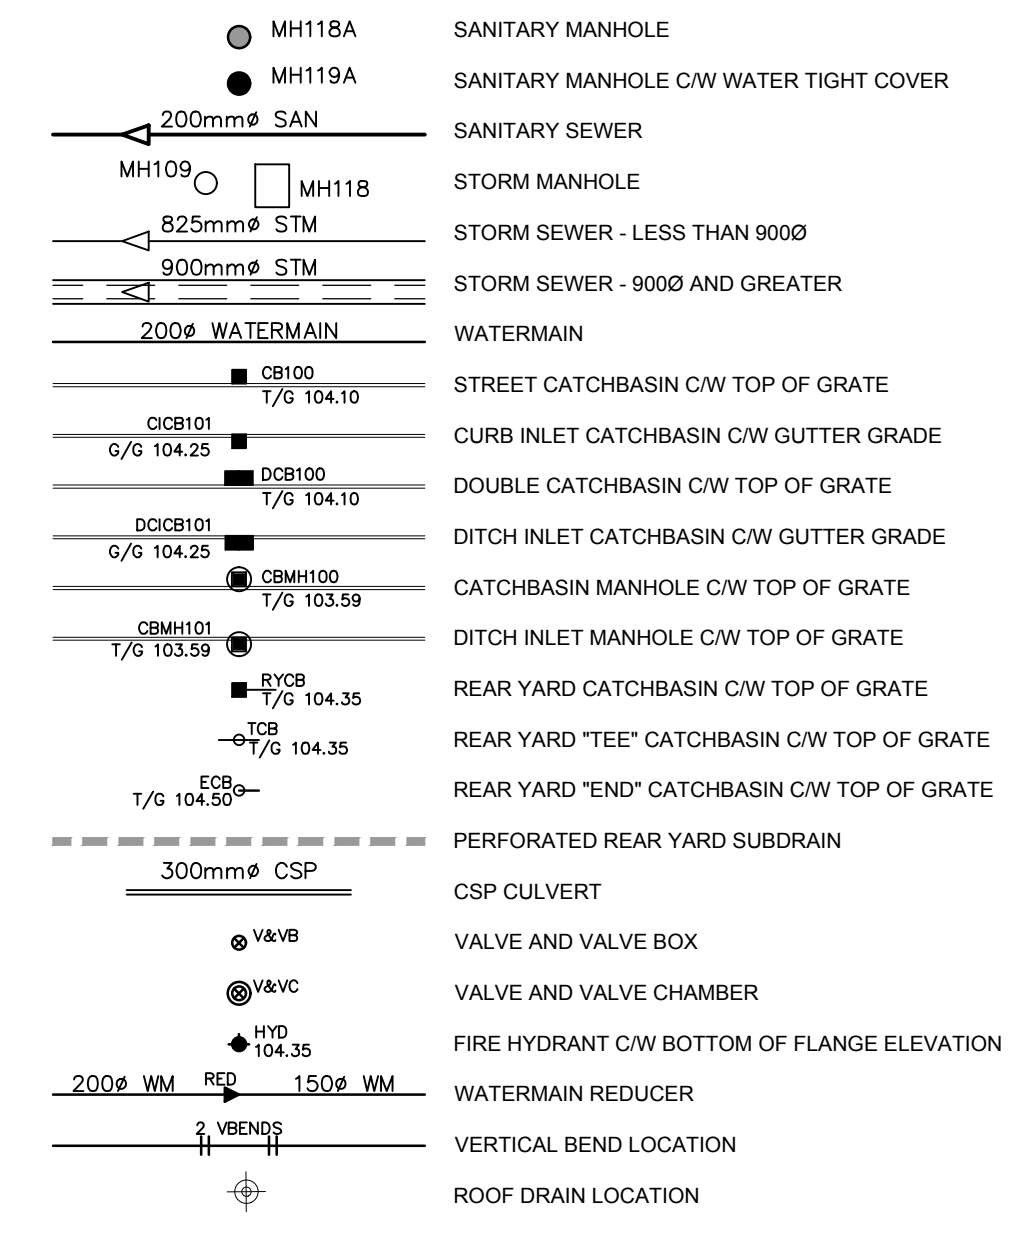 MH118A SANITARY MANHOLE
MH119A SANITARY MANHOLE C/W WATER TIGHT COVER
200mmø SAN SANITARY SEWER
MH109 MH118 STORM MANHOLE
825mmø STM STORM SEWER - LESS THAN 900Ø
900mmø STM STORM SEWER - 900Ø AND GREATER
200ø WATERMAIN WATERMAIN
CB100
T/G 104.10 STREET CATCHBASIN C/W TOP OF GRATE
CICB101
G/G 104.25 CURB INLET CATCHBASIN C/W GUTTER GRADE
DCB100
T/G 104.10 DOUBLE CATCHBASIN C/W TOP OF GRATE
DCICB101
G/G 104.25 DITCH INLET CATCHBASIN C/W GUTTER GRADE
CBMH100
T/G 103.59 CATCHBASIN MANHOLE C/W TOP OF GRATE
CBMH101
T/G 103.59 DITCH INLET MANHOLE C/W TOP OF GRATE
RYCB
T/G 104.35 REAR YARD CATCHBASIN C/W TOP OF GRATE
TCB
T/G 104.35 REAR YARD "TEE" CATCHBASIN C/W TOP OF GRATE
ECB
T/G 104.50 REAR YARD "END" CATCHBASIN C/W TOP OF GRATE
PERFORATED REAR YARD SUBDRAIN
300mmø CSP CSP CULVERT
V&VB VALVE AND VALVE BOX
V&VC VALVE AND VALVE CHAMBER
HYD
104.35 FIRE HYDRANT C/W BOTTOM OF FLANGE ELEVATION
200ø WM RED 150ø WM WATERMAIN REDUCER
2 VBENDS VERTICAL BEND LOCATION
ROOF DRAIN LOCATION